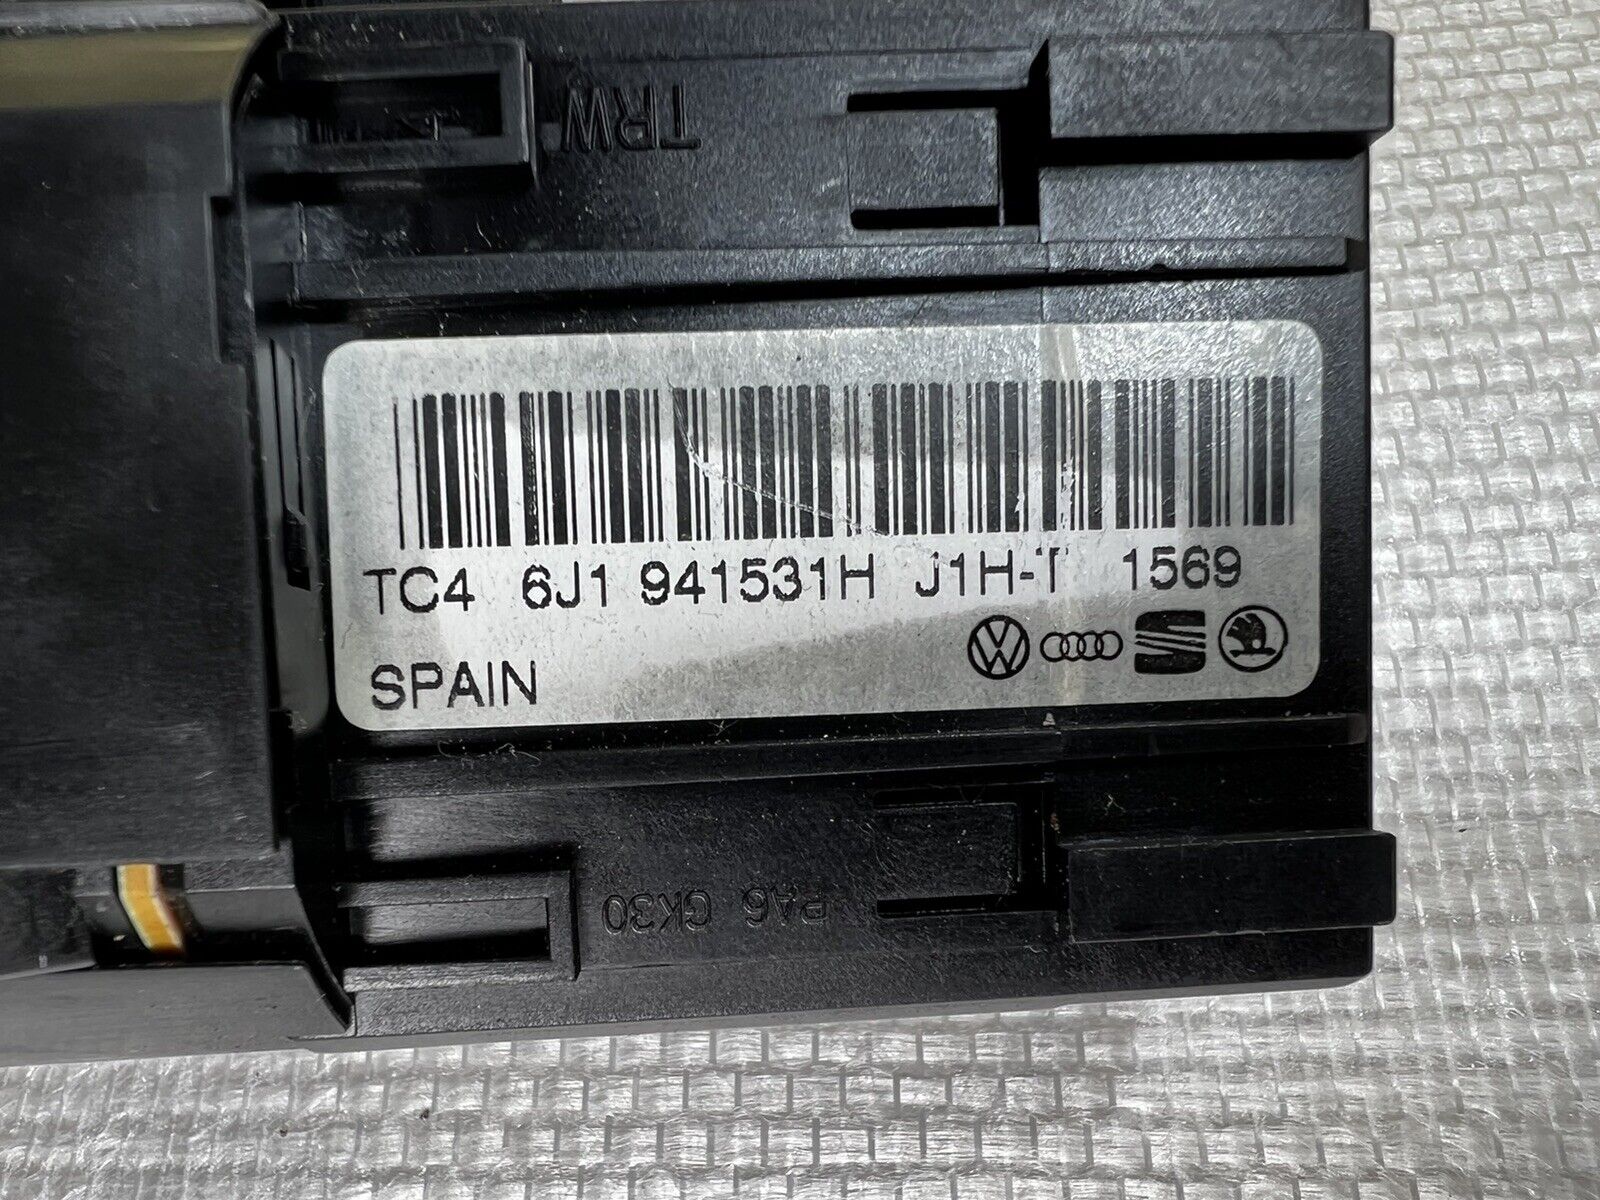 TRW
TC4 6J1 941531H J1H-T 1569
SPAIN
PA6 GK30